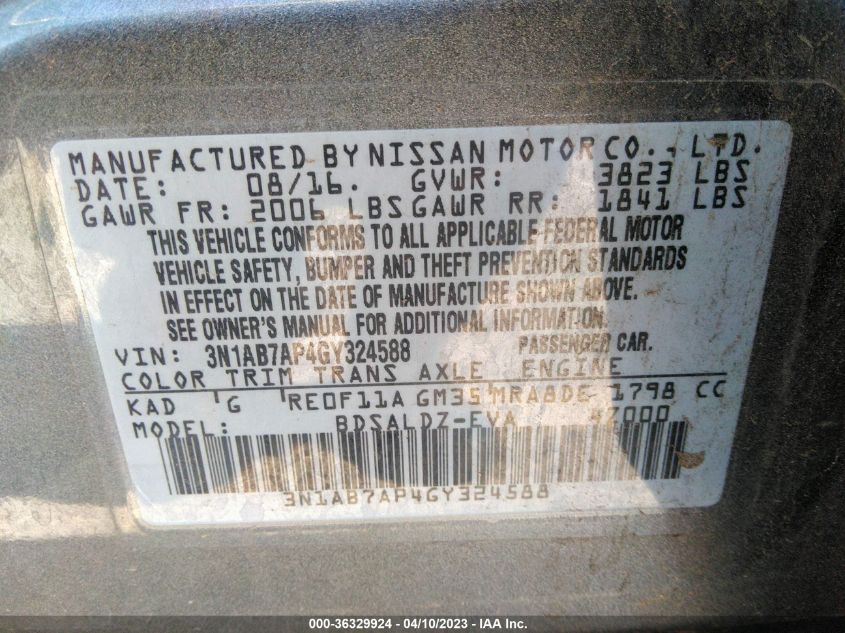 MANUFACTURED BY NISSAN MOTOR CO., LTD.
DATE: 08/16. GVWR: 3823 LBS
GAWR FR: 2006 LBS GAWR RR: 1841 LBS
THIS VEHICLE CONFORMS TO ALL APPLICABLE FEDERAL MOTOR
VEHICLE SAFETY, BUMPER AND THEFT PREVENTION STANDARDS
IN EFFECT ON THE DATE OF MANUFACTURE SHOWN ABOVE.
SEE OWNER'S MANUAL FOR ADDITIONAL INFORMATION.
VIN: 3N1AB7AP4GY324588 PASSENGER CAR.
COLOR TRIM TRANS AXLE ENGINE
KAD G RE0F11A GM35 MRA8DE 1798 CC
MODEL: BDSALDZ-EVA 4Z000
3N1AB7AP4GY324588
000-36329924 - 04/10/2023 - EVA Inc.